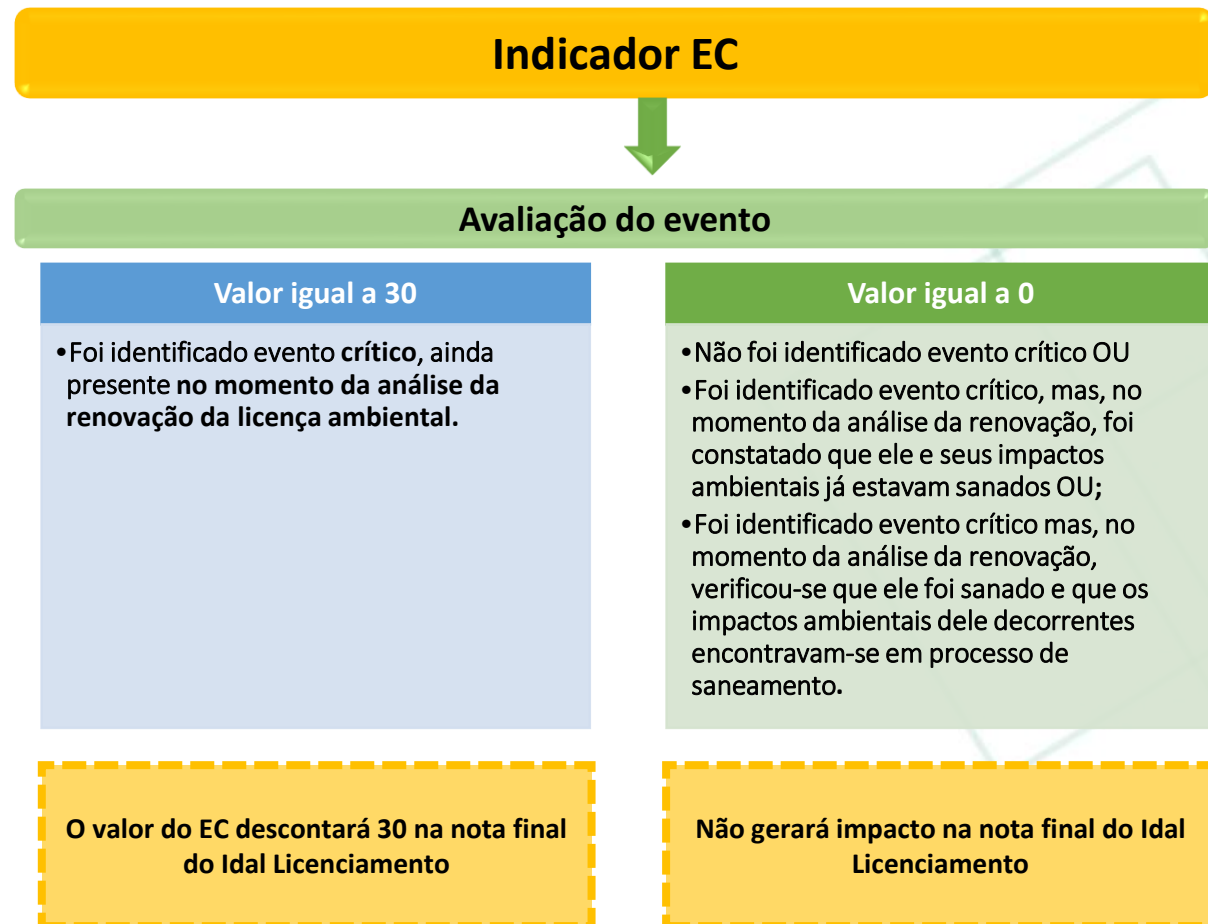 Indicador EC
Avaliação do evento
Valor igual a 30
•Foi identificado evento crítico, ainda
presente no momento da análise da
renovação da licença ambiental.
Valor igual a 0
•Não foi identificado evento crítico OU
•Foi identificado evento crítico, mas, no
momento da análise da renovação, foi
constatado que ele e seus impactos
ambientais já estavam sanados OU;
•Foi identificado evento crítico mas, no
momento da análise da renovação,
verificou-se que ele foi sanado e que os
impactos ambientais dele decorrentes
encontravam-se em processo de
saneamento.
O valor do EC descontará 30 na nota final
do Idal Licenciamento
Não gerará impacto na nota final do Idal
Licenciamento